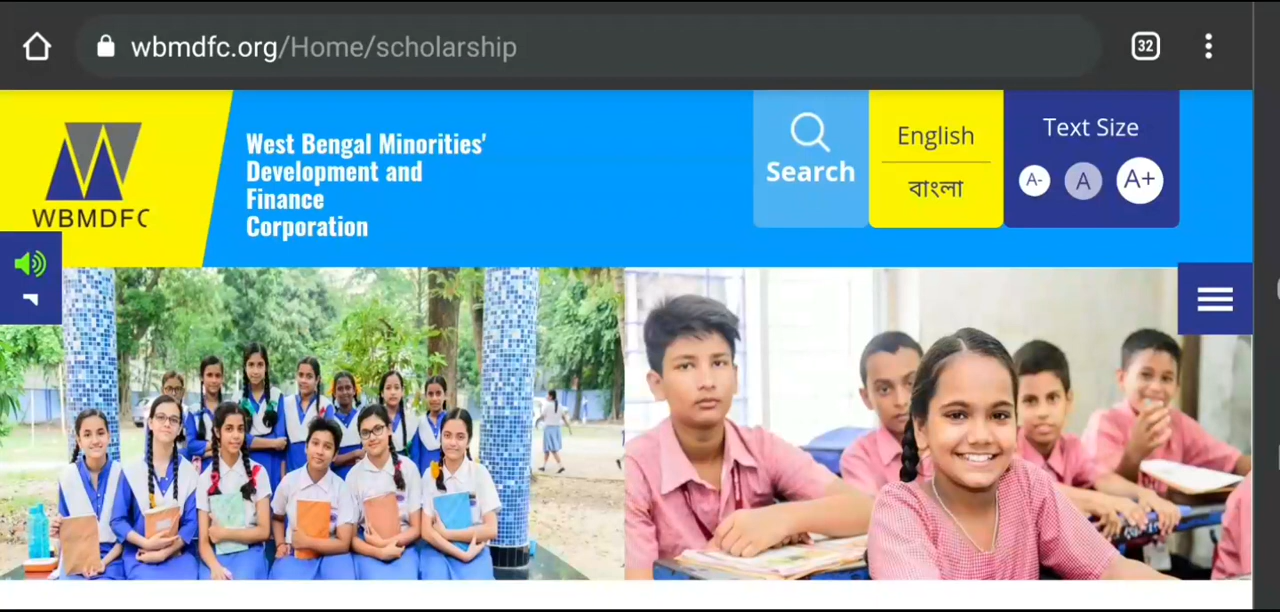 wbmdfc.org/Home/scholarship
32
WBMDFC
West Bengal Minorities'
Development and
Finance
Corporation
Search
English
বাংলা
Text Size
A- A A+